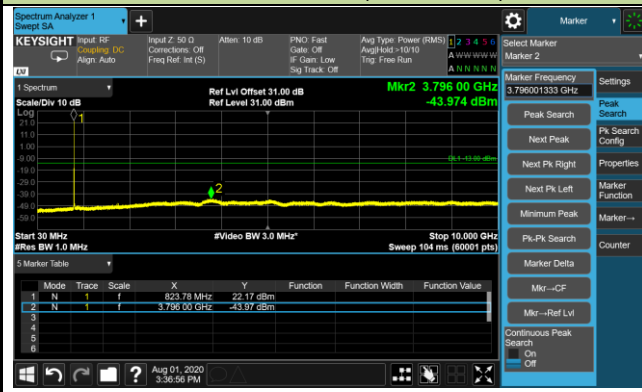 Spectrum Analyzer 1
Swept SA
Marker
KEYSIGHT Input: RF Input Z: 50 Ω Atten: 10 dB PNO: Fast Avg Type: Power (RMS) 1 2 3 4 5 6
Coupling: DC Corrections: Off Gate: Off Avg|Hold:>10/10 A W W W W W
Align: Auto Freq Ref: Int (S) IF Gain: Low Trig: Free Run A N N N N N
Sig Track: Off
LXI
Select Marker
Marker 2
1 Spectrum
Ref Lvl Offset 31.00 dB Mkr2 3.796 00 GHz
Scale/Div 10 dB Ref Level 31.00 dBm -43.974 dBm
Log
21.0
11.0
1.00
-9.00
-19.0
-29.0
-39.0
-49.0
-59.0
1
2
DL1 -13.00 dBm
Start 30 MHz #Video BW 3.0 MHz* Stop 10.000 GHz
#Res BW 1.0 MHz Sweep 104 ms (60001 pts)
5 Marker Table
Mode Trace Scale X Y Function Function Width Function Value
1 N 1 f 823.78 MHz 22.17 dBm
2 N 1 f 3.796 00 GHz -43.97 dBm
3
4
5
6
Marker Frequency
3.796001333 GHz
Peak Search
Next Peak
Next Pk Right
Next Pk Left
Minimum Peak
Pk-Pk Search
Marker Delta
Mkr→CF
Mkr→Ref Lvl
Continuous Peak
Search
On
Off
Settings
Peak
Search
Pk Search
Config
Properties
Marker
Function
Marker→
Counter
? Aug 01, 2020
3:36:56 PM